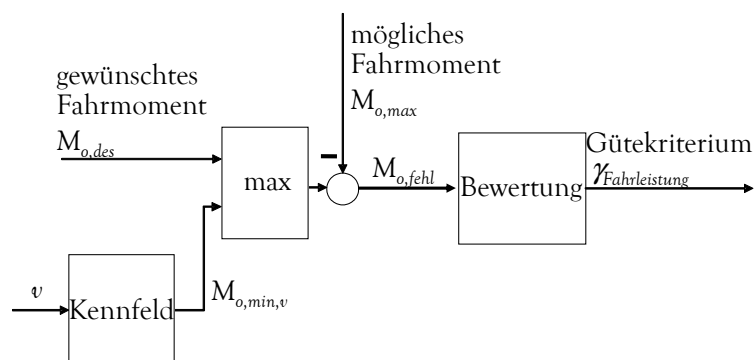 mögliches
Fahrmoment
M_{o,max}
gewünschtes
Fahrmoment
M_{o,des}
max
M_{o,fehl}
Bewertung
Gütekriterium
γ_{Fahrleistung}
v
Kennfeld
M_{o,min,v}